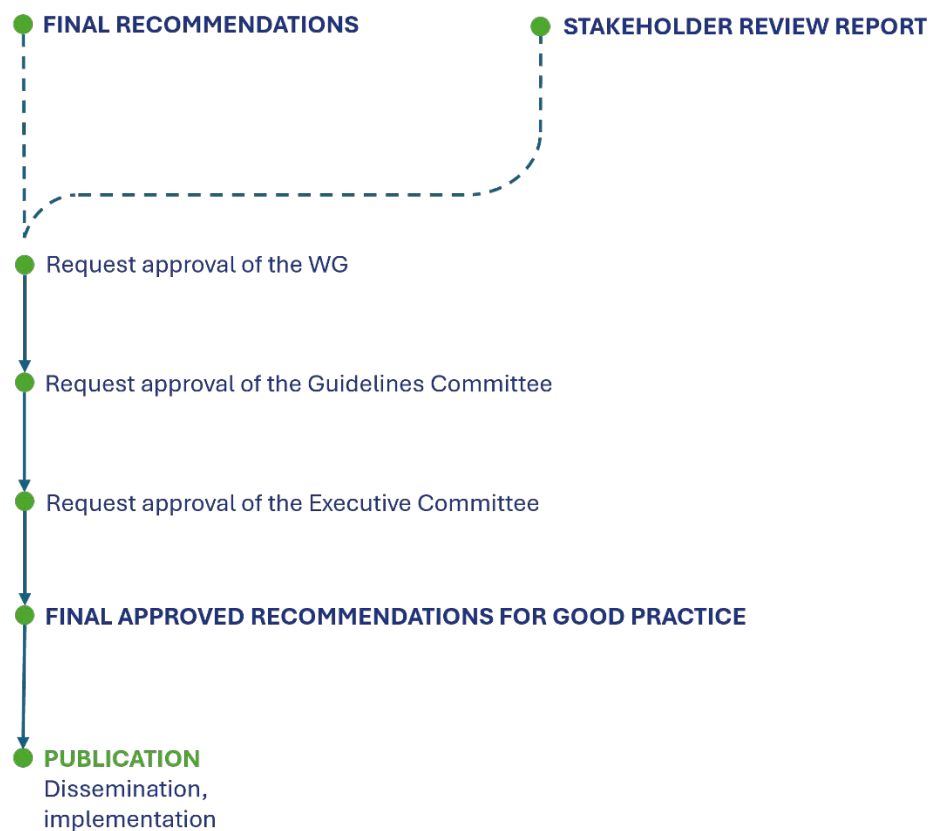 FINAL RECOMMENDATIONS
STAKEHOLDER REVIEW REPORT
Request approval of the WG
Request approval of the Guidelines Committee
Request approval of the Executive Committee
FINAL APPROVED RECOMMENDATIONS FOR GOOD PRACTICE
PUBLICATION
Dissemination,
implementation